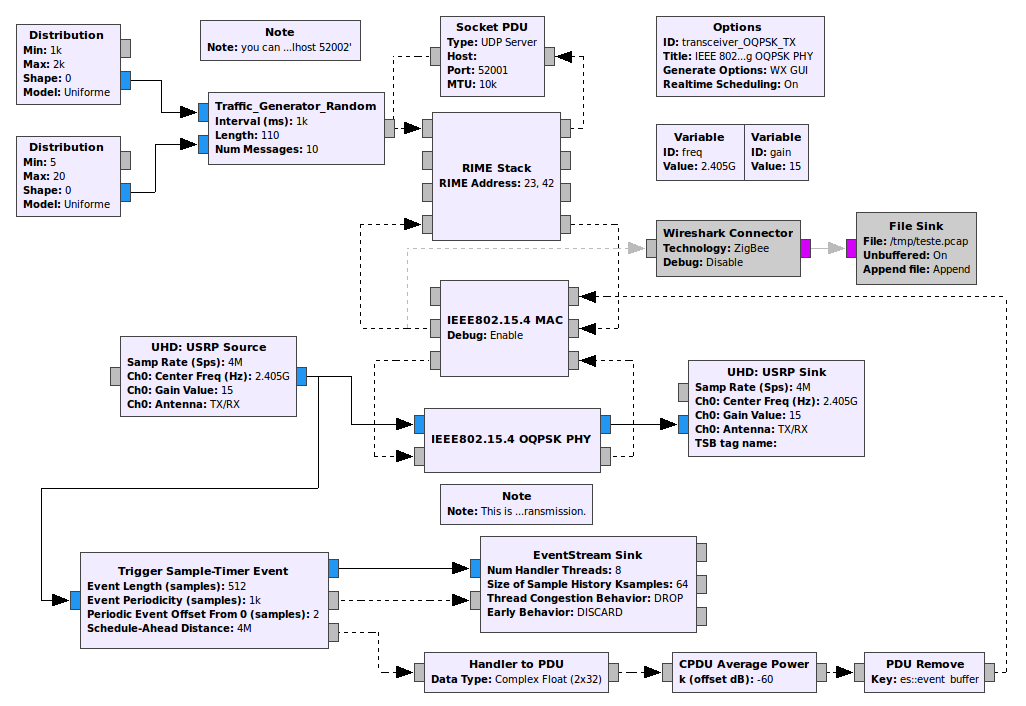 Distribution
Min: 1k
Max: 2k
Shape: 0
Model: Uniforme
Note
Note: you can ...lhost 52002'
Socket PDU
Type: UDP Server
Host:
Port: 52001
MTU: 10k
Options
ID: transceiver_OQPSK_TX
Title: IEEE 802...g OQPSK PHY
Generate Options: WX GUI
Realtime Scheduling: On
Traffic_Generator_Random
Interval (ms): 1k
Length: 110
Num Messages: 10
Distribution
Min: 5
Max: 20
Shape: 0
Model: Uniforme
RIME Stack
RIME Address: 23, 42
Variable
ID: freq
Value: 2.405G
Variable
ID: gain
Value: 15
Wireshark Connector
Technology: ZigBee
Debug: Disable
File Sink
File: /tmp/teste.pcap
Unbuffered: On
Append file: Append
IEEE802.15.4 MAC
Debug: Enable
UHD: USRP Source
Samp Rate (Sps): 4M
Ch0: Center Freq (Hz): 2.405G
Ch0: Gain Value: 15
Ch0: Antenna: TX/RX
UHD: USRP Sink
Samp Rate (Sps): 4M
Ch0: Center Freq (Hz): 2.405G
Ch0: Gain Value: 15
Ch0: Antenna: TX/RX
TSB tag name:
IEEE802.15.4 OQPSK PHY
Note
Note: This is ...ransmission.
Trigger Sample-Timer Event
Event Length (samples): 512
Event Periodicity (samples): 1k
Periodic Event Offset From 0 (samples): 2
Schedule-Ahead Distance: 4M
EventStream Sink
Num Handler Threads: 8
Size of Sample History Ksamples: 64
Thread Congestion Behavior: DROP
Early Behavior: DISCARD
Handler to PDU
Data Type: Complex Float (2x32)
CPDU Average Power
k (offset dB): -60
PDU Remove
Key: es::event_buffer